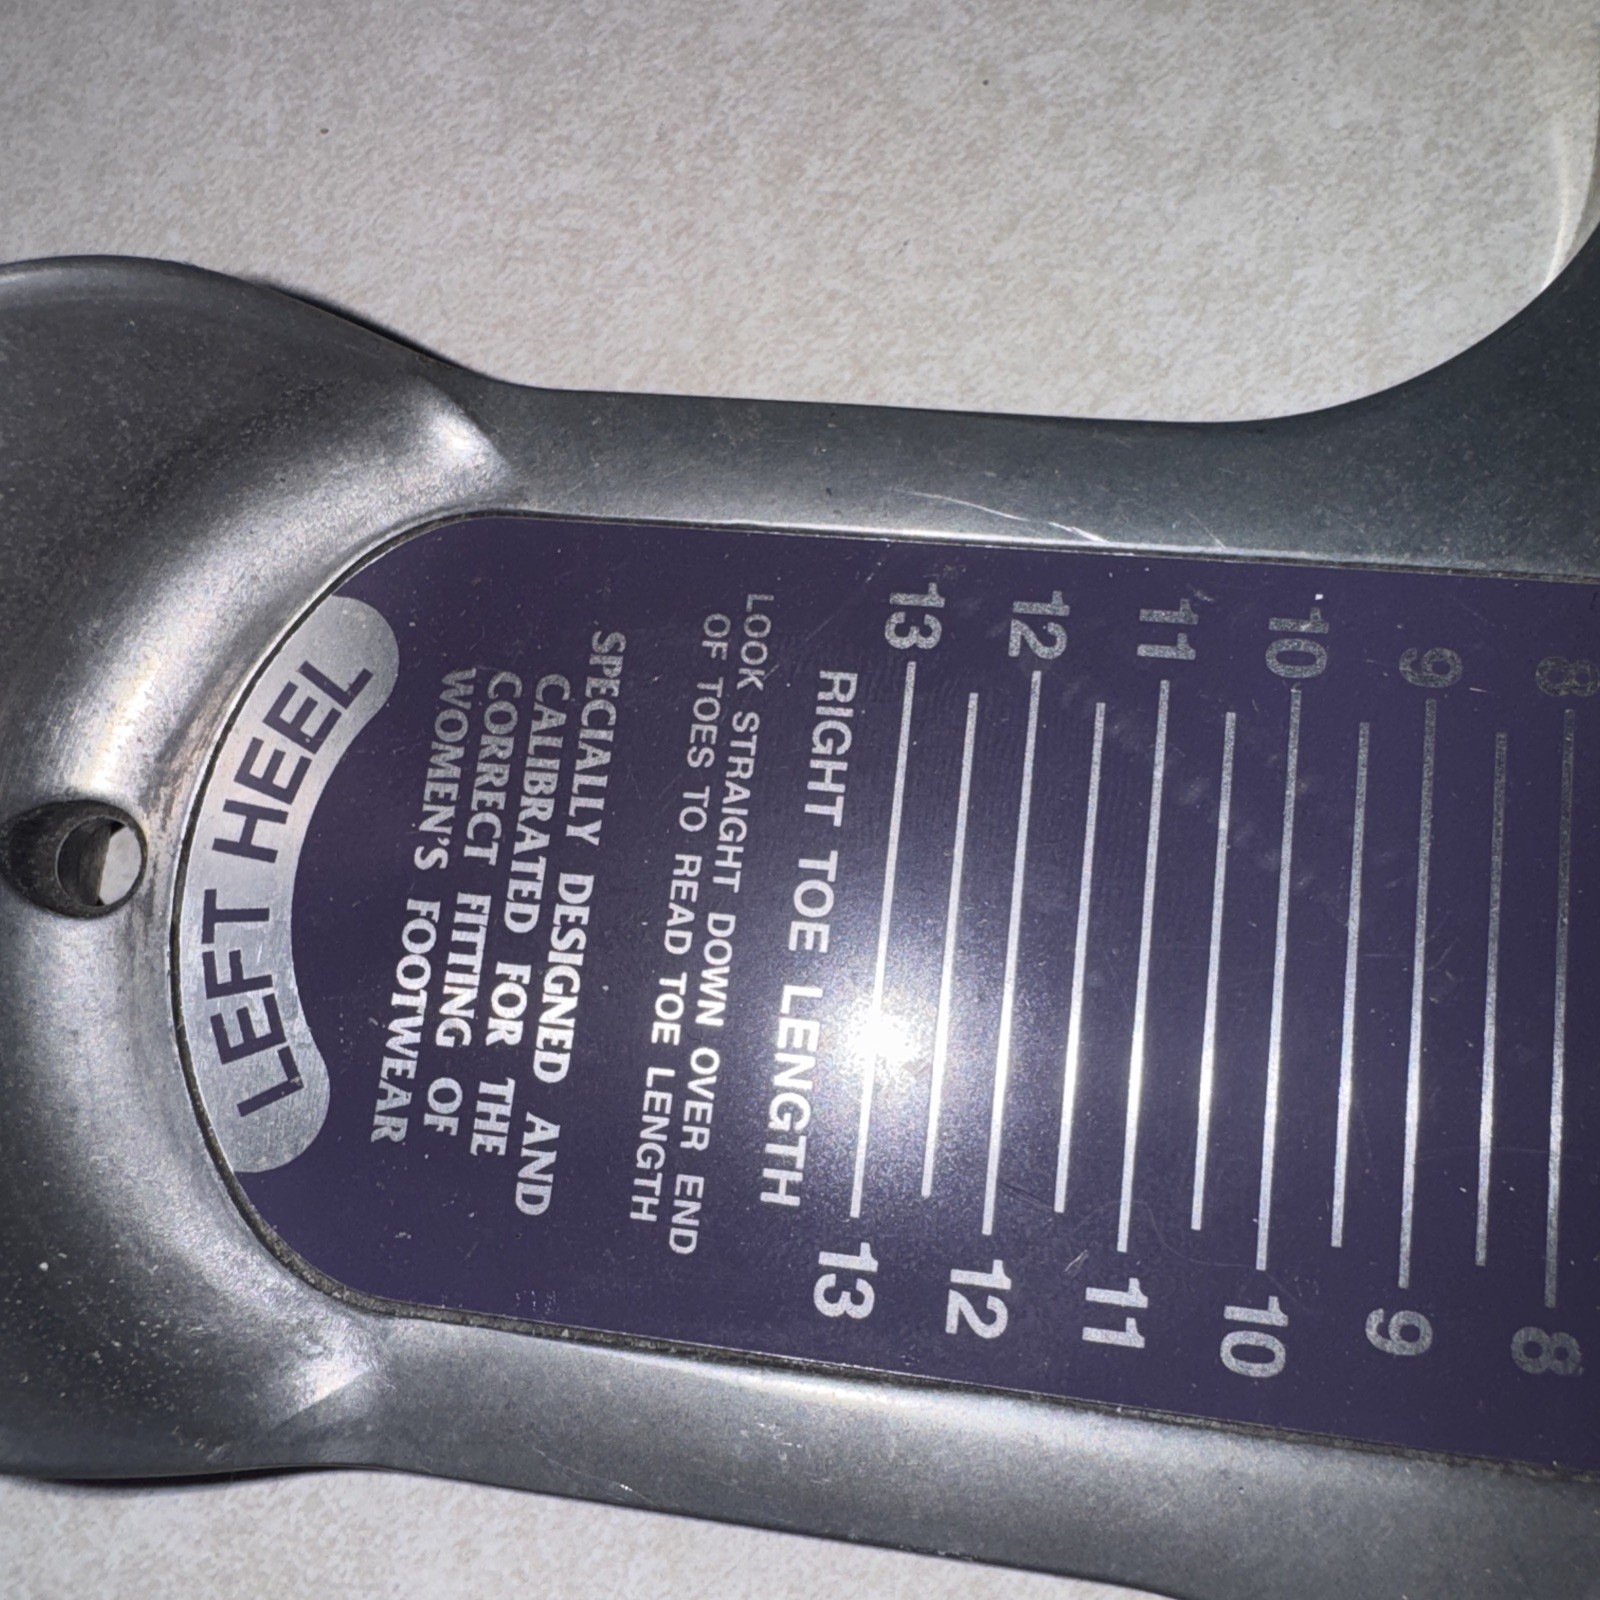 LEFT HEEL
SPECIALLY DESIGNED AND
CALIBRATED FOR THE
CORRECT FITTING OF
WOMEN'S FOOTWEAR
LOOK STRAIGHT DOWN OVER END
OF TOES TO READ TOE LENGTH
RIGHT TOE LENGTH
13 13
12 12
11 11
10 10
9 9
8 8